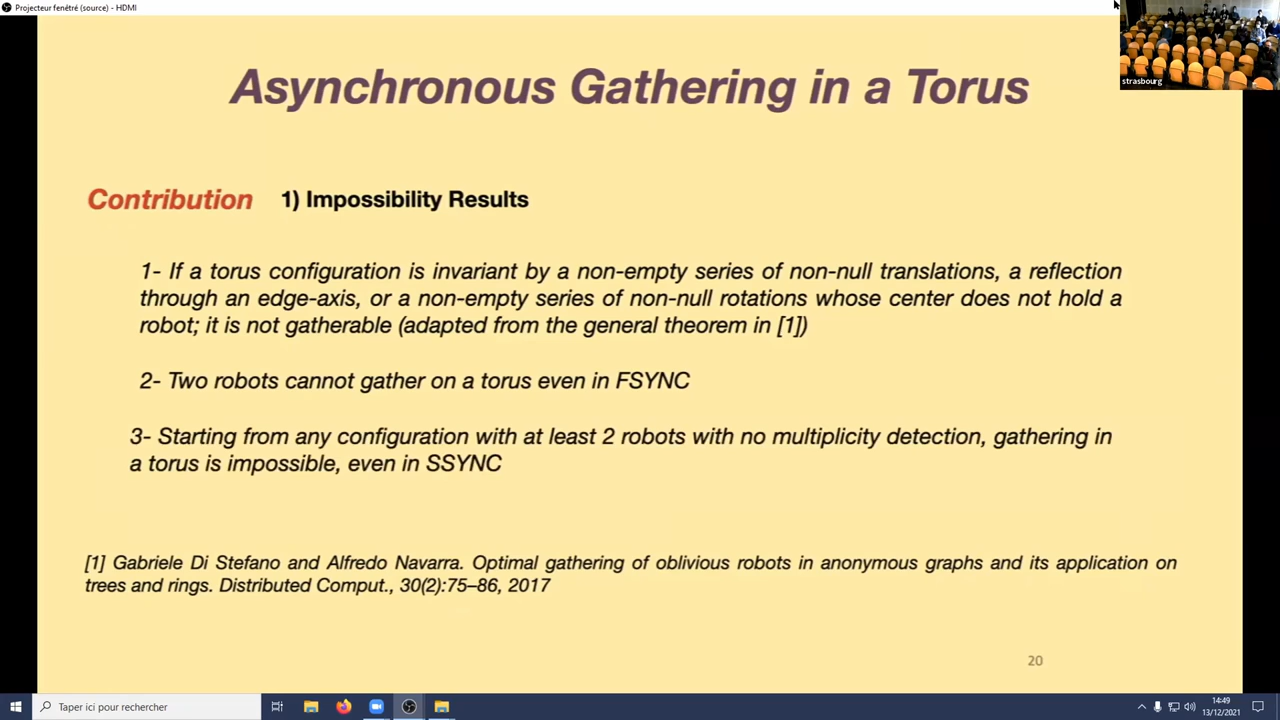 Projecteur fenêtré (source) - HDMI
strasbourg
Asynchronous Gathering in a Torus
Contribution 1) Impossibility Results
1- If a torus configuration is invariant by a non-empty series of non-null translations, a reflection
through an edge-axis, or a non-empty series of non-null rotations whose center does not hold a
robot; it is not gatherable (adapted from the general theorem in [1])
2- Two robots cannot gather on a torus even in FSYNC
3- Starting from any configuration with at least 2 robots with no multiplicity detection, gathering in
a torus is impossible, even in SSYNC
[1] Gabriele Di Stefano and Alfredo Navarra. Optimal gathering of oblivious robots in anonymous graphs and its application on
trees and rings. Distributed Comput., 30(2):75–86, 2017
20
Taper ici pour rechercher
14:49
13/12/2021